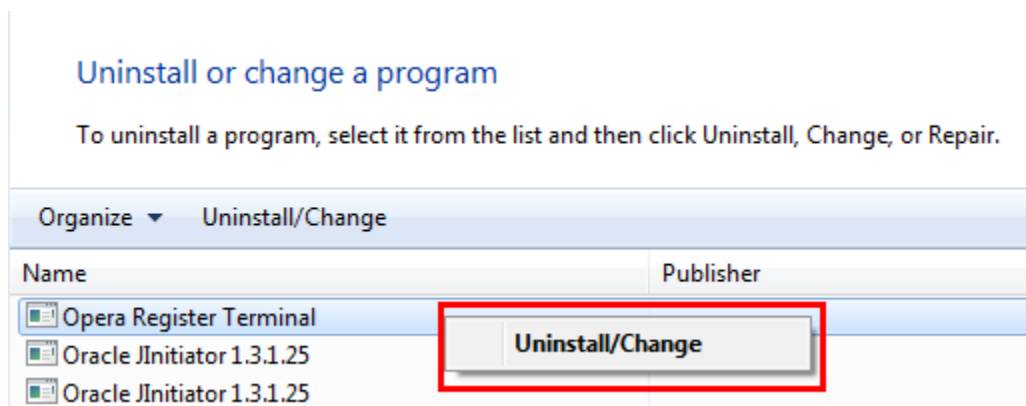 Uninstall or change a program
To uninstall a program, select it from the list and then click Uninstall, Change, or Repair.
Organize Uninstall/Change
Name Publisher
Opera Register Terminal
Uninstall/Change
Oracle JInitiator 1.3.1.25
Oracle JInitiator 1.3.1.25